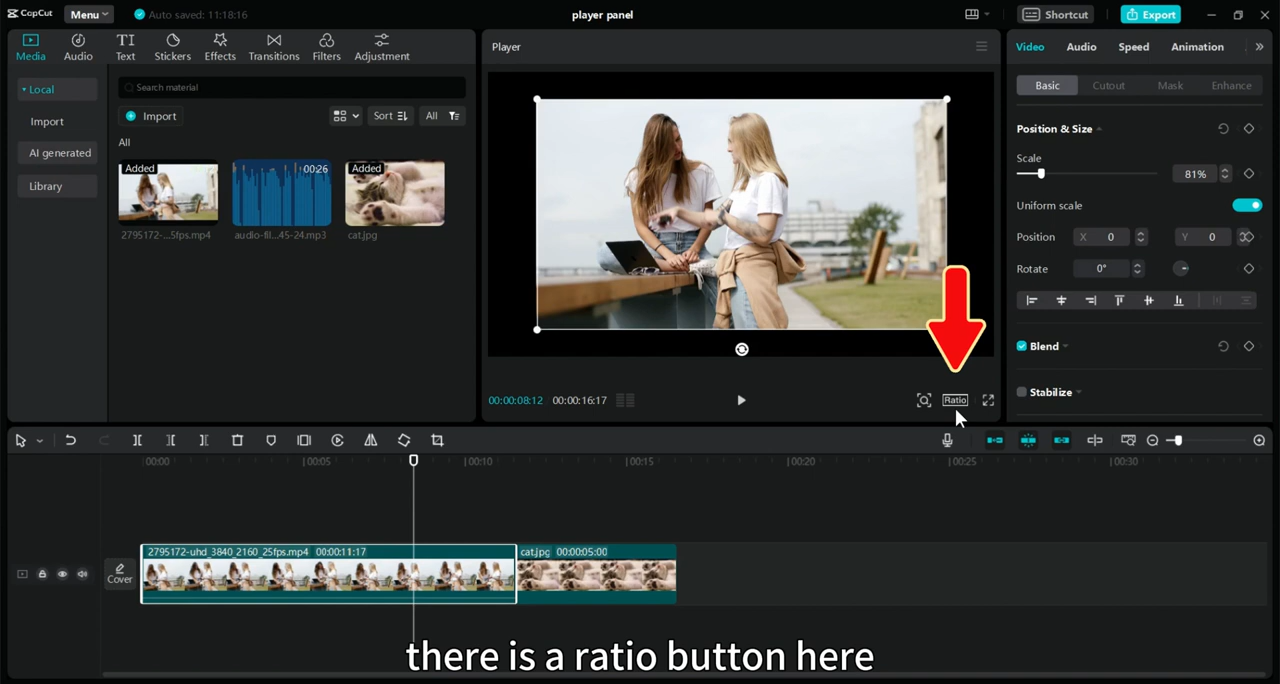 CapCut
Menu
Auto saved: 11:18:16
player panel
Shortcut
Export
Media
Audio
Text
Stickers
Effects
Transitions
Filters
Adjustment
Local
Import
AI generated
Library
Search material
Import
Sort
All
All
Added
2795172-...5fps.mp4
00:26
audio-fil...45-24.mp3
Added
cat.jpg
Player
00:00:08:12
00:00:16:17
Ratio
Video
Audio
Speed
Animation
Basic
Cutout
Mask
Enhance
Position & Size
Scale
81%
Uniform scale
Position
X 0
Y 0
Rotate
0°
Blend
Stabilize
00:00
00:05
00:10
00:15
00:20
00:25
00:30
Cover
2795172-uhd_3840_2160_25fps.mp4 00:00:11:17
cat.jpg 00:00:05:00
there is a ratio button here